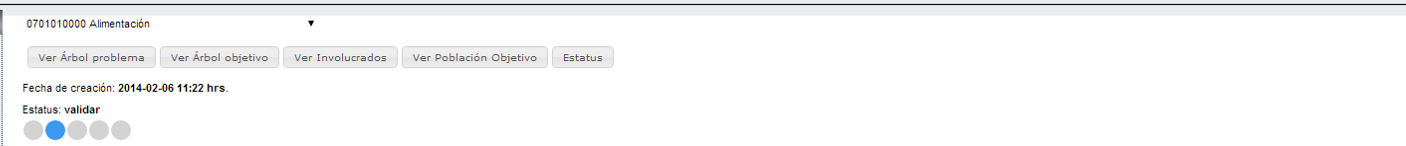 0701010000 Alimentación
Ver Árbol problema Ver Árbol objetivo Ver Involucrados Ver Población Objetivo Estatus
Fecha de creación: 2014-02-06 11:22 hrs.
Estatus: validar